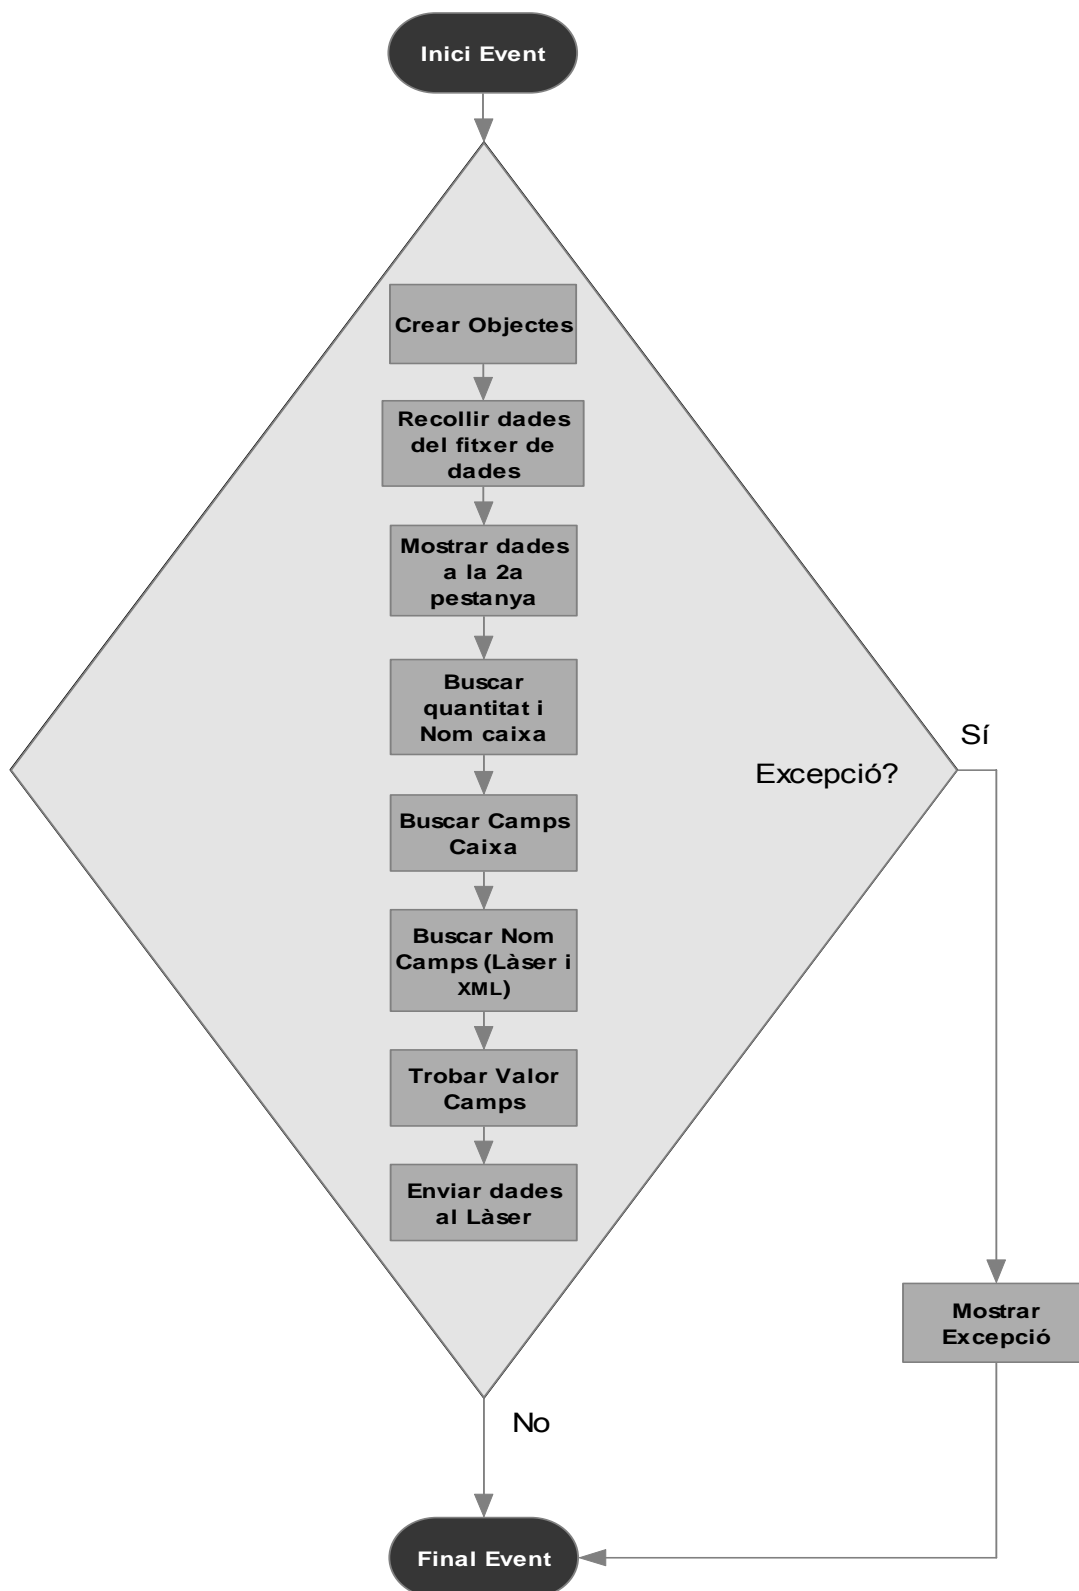 Inici Event
Crear Objectes
Recollir dades
del fitxer de
dades
Mostrar dades
a la 2a
pestanya
Buscar
quantitat i
Nom caixa
Sí
Excepció?
Buscar Camps
Caixa
Buscar Nom
Camps (Làser i
XML)
Trobar Valor
Camps
Enviar dades
al Làser
Mostrar
Excepció
No
Final Event